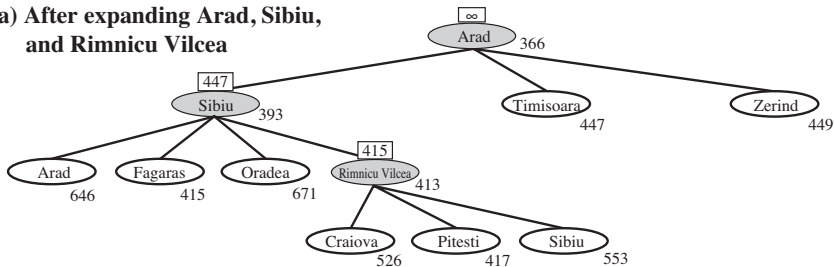 a) After expanding Arad, Sibiu,
and Rimnicu Vilcea
∞
Arad 366
447
Sibiu 393
Timisoara 447
Zerind 449
Arad 646
Fagaras 415
Oradea 671
415
Rimnicu Vilcea 413
Craiova 526
Pitesti 417
Sibiu 553